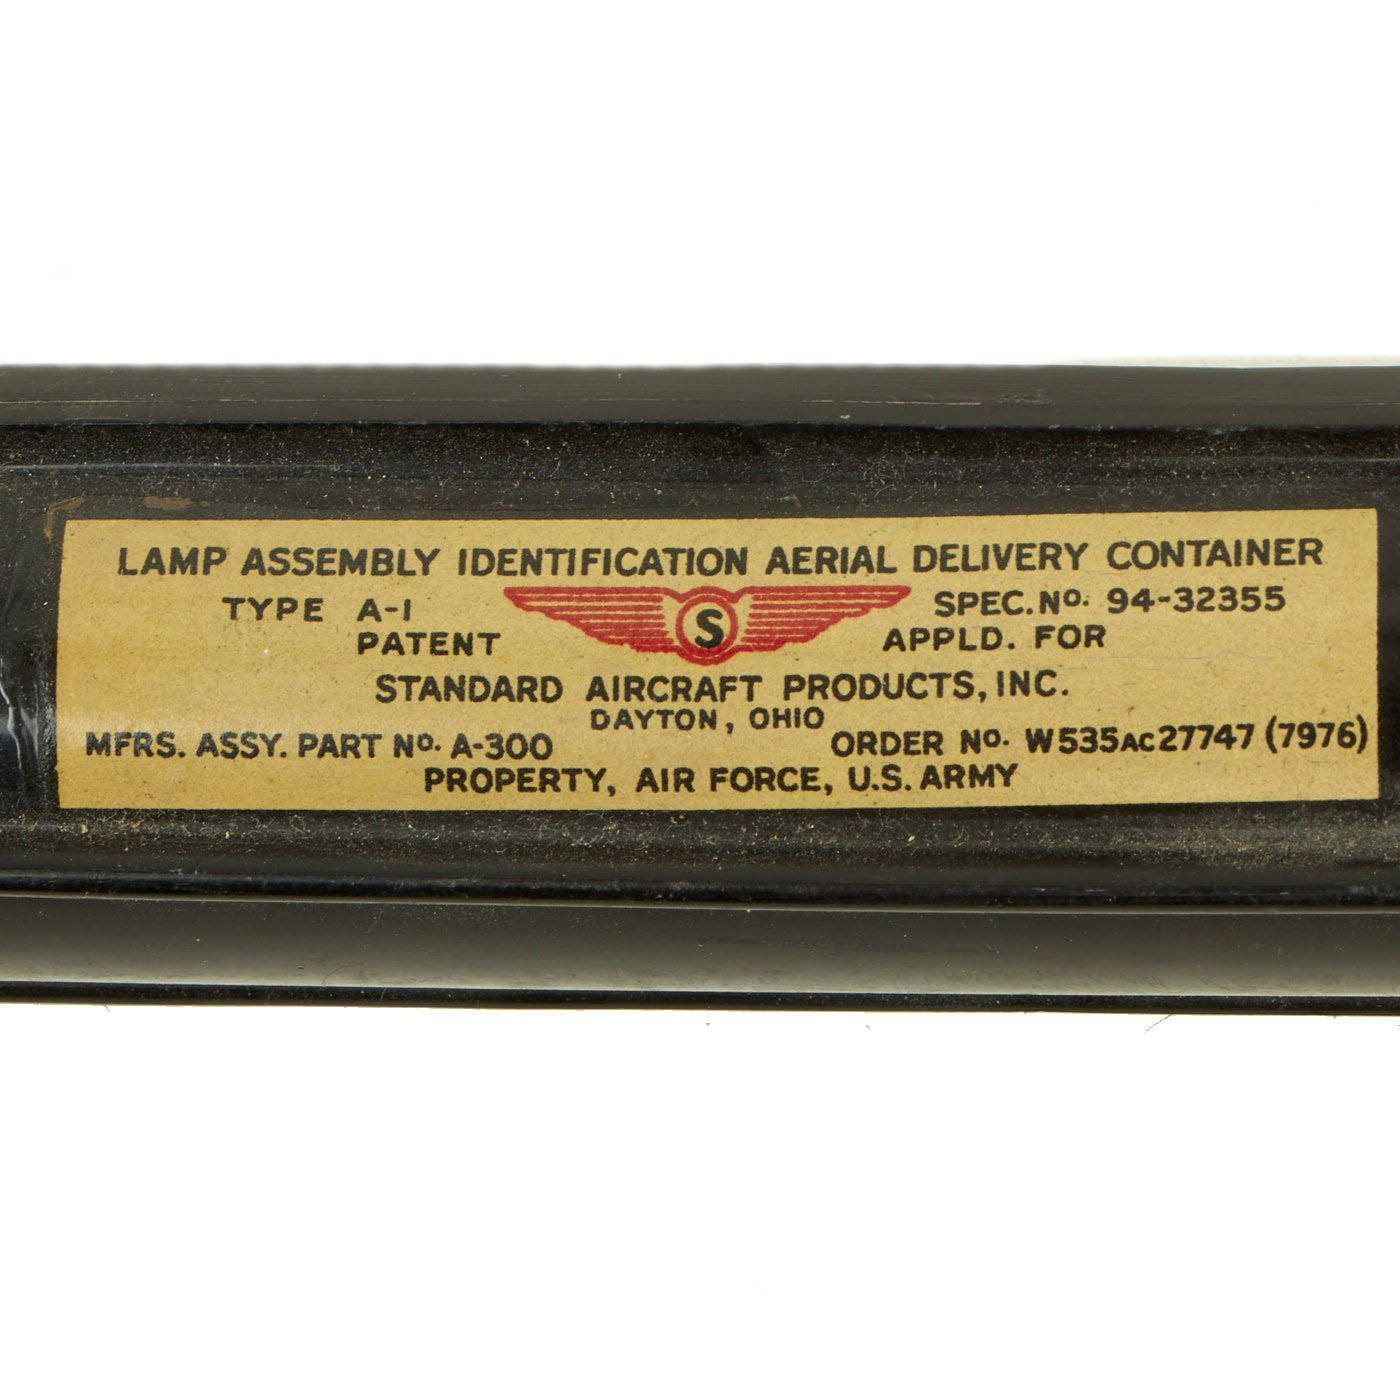 LAMP ASSEMBLY IDENTIFICATION AERIAL DELIVERY CONTAINER
TYPE A-1 SPEC. NO. 94-32355
PATENT S APPLD. FOR
STANDARD AIRCRAFT PRODUCTS, INC.
DAYTON, OHIO
MFRS. ASSY. PART NO. A-300 ORDER NO. W535AC27747 (7976)
PROPERTY, AIR FORCE, U.S. ARMY